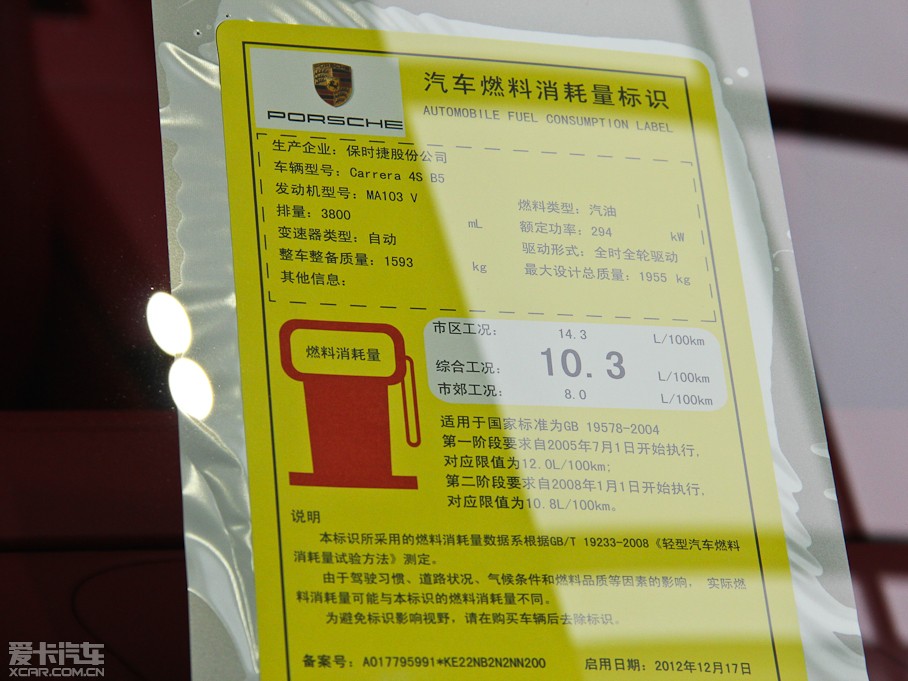 PORSCHE
汽车燃料消耗量标识
AUTOMOBILE FUEL CONSUMPTION LABEL
生产企业：保时捷股份公司
车辆型号：Carrera 4S B5
发动机型号：MA103 V
燃料类型：汽油
排量：3800 mL
额定功率：294 kW
变速器类型：自动
驱动形式：全时全轮驱动
整车整备质量：1593 kg
最大设计总质量：1955 kg
其他信息：
燃料消耗量
市区工况： 14.3 L/100km
综合工况： 10.3 L/100km
市郊工况： 8.0 L/100km
适用于国家标准为GB 19578-2004
第一阶段要求自2005年7月1日开始执行,
对应限值为12.0L/100km;
第二阶段要求自2008年1月1日开始执行,
对应限值为10.8L/100km。
说明
本标识所采用的燃料消耗量数据系根据GB/T 19233-2008《轻型汽车燃料
消耗量试验方法》测定。
由于驾驶习惯、道路状况、气候条件和燃料品质等因素的影响， 实际燃
料消耗量可能与本标识的燃料消耗量不同。
为避免标识影响视野，请在购买车辆后去除标识。
备案号：A017795991*KE22NB2N2NN200 启用日期：2012年12月17日
爱卡汽车
XCAR.COM.CN